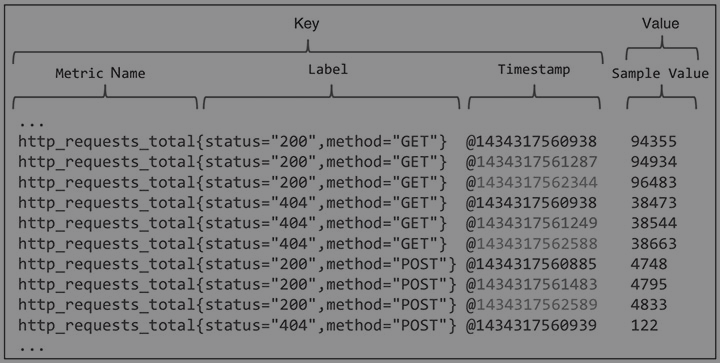 Key Value
Metric Name Label Timestamp Sample Value
...
http_requests_total{status="200",method="GET"} @1434317560938 94355
http_requests_total{status="200",method="GET"} @1434317561287 94934
http_requests_total{status="200",method="GET"} @1434317562344 96483
http_requests_total{status="404",method="GET"} @1434317560938 38473
http_requests_total{status="404",method="GET"} @1434317561249 38544
http_requests_total{status="404",method="GET"} @1434317562588 38663
http_requests_total{status="200",method="POST"} @1434317560885 4748
http_requests_total{status="200",method="POST"} @1434317561483 4795
http_requests_total{status="200",method="POST"} @1434317562589 4833
http_requests_total{status="404",method="POST"} @1434317560939 122
...